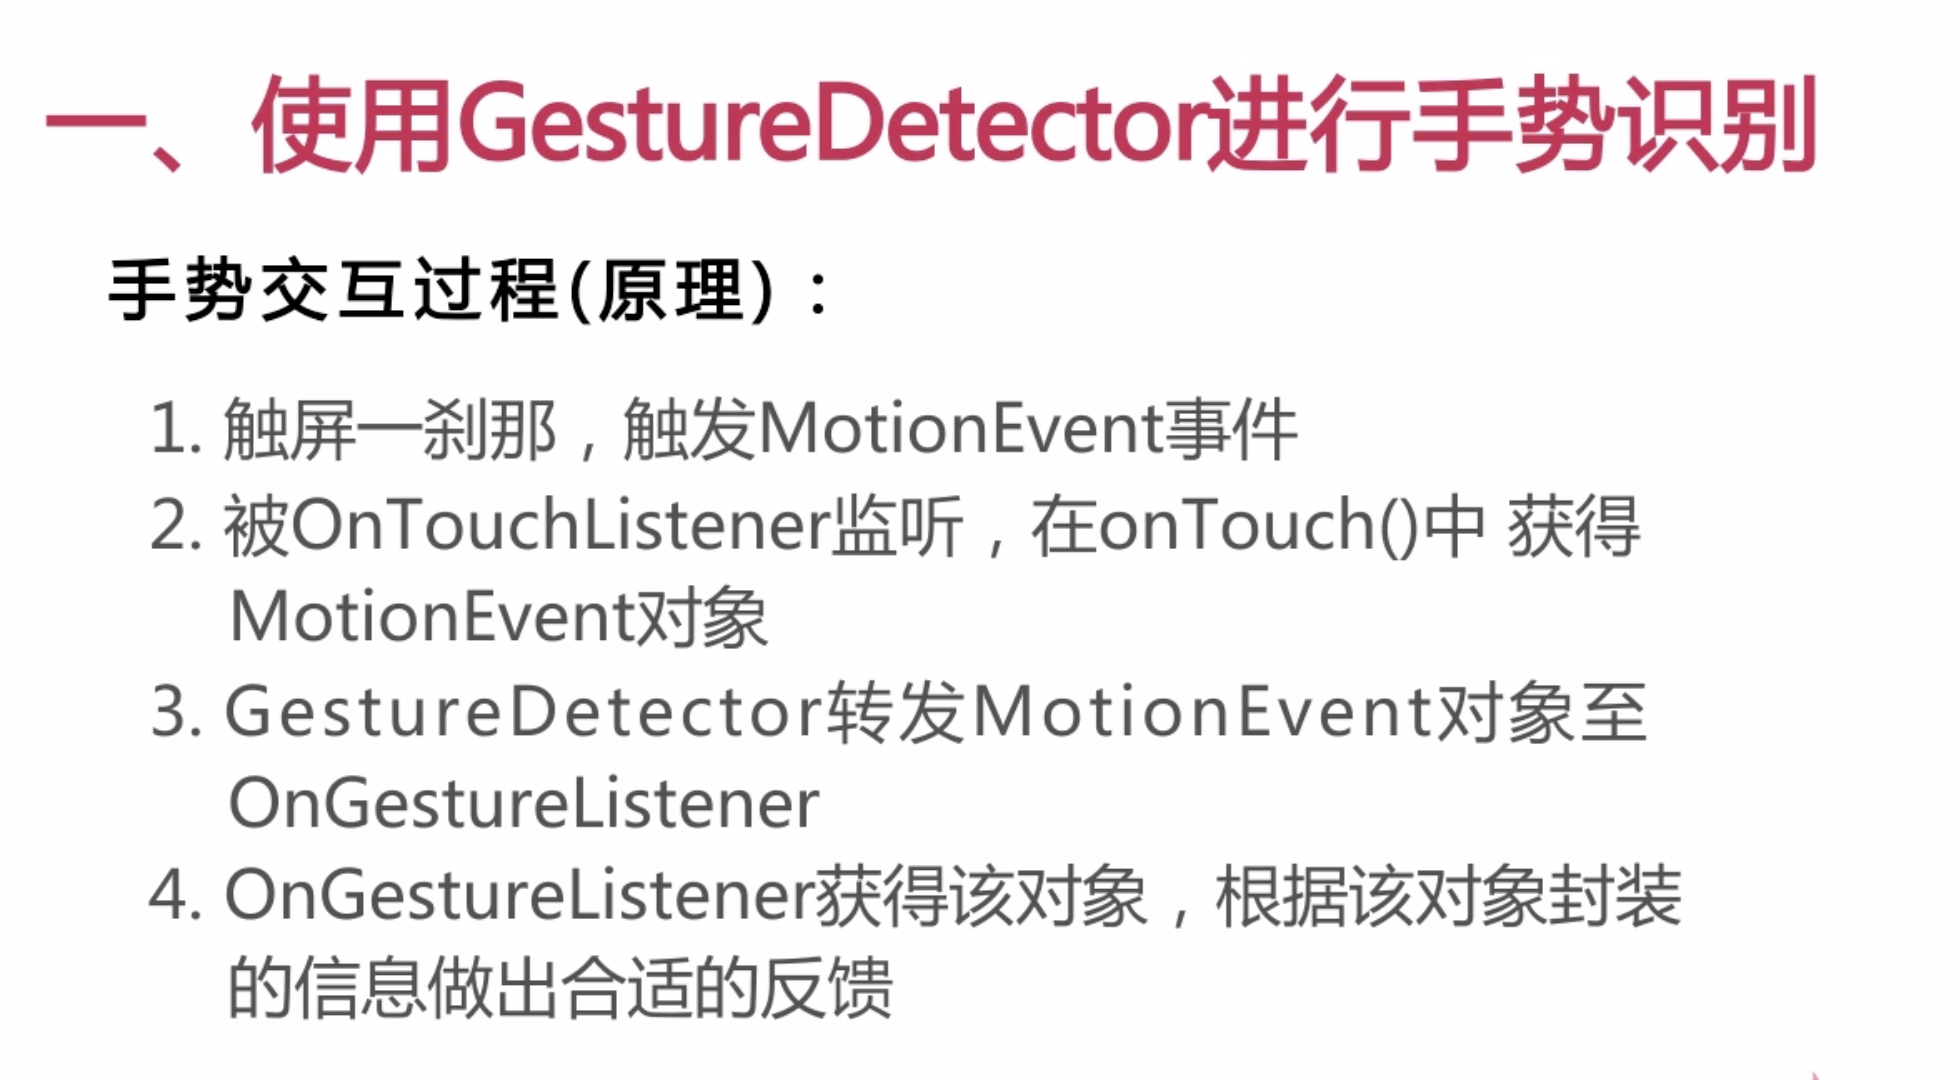 一、使用GestureDetector进行手势识别
手势交互过程(原理)：
1. 触屏一刹那，触发MotionEvent事件
2. 被OnTouchListener监听，在onTouch()中 获得
MotionEvent对象
3. GestureDetector转发MotionEvent对象至
OnGestureListener
4. OnGestureListener获得该对象，根据该对象封装
的信息做出合适的反馈